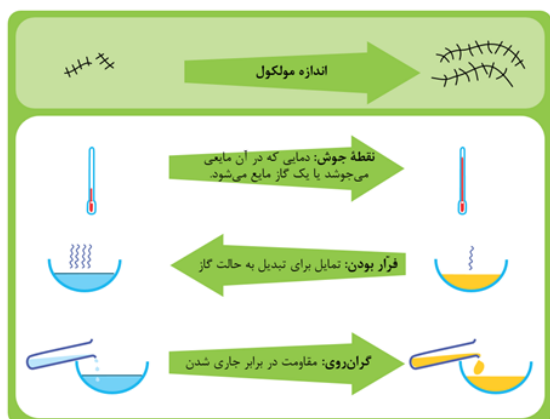 اندازه مولکول
نقطهٔ جوش: دمایی که در آن مایعی
می‌جوشد یا یک گاز مایع می‌شود.
فرّار بودن: تمایل برای تبدیل به حالت گاز
گران‌روی: مقاومت در برابر جاری شدن